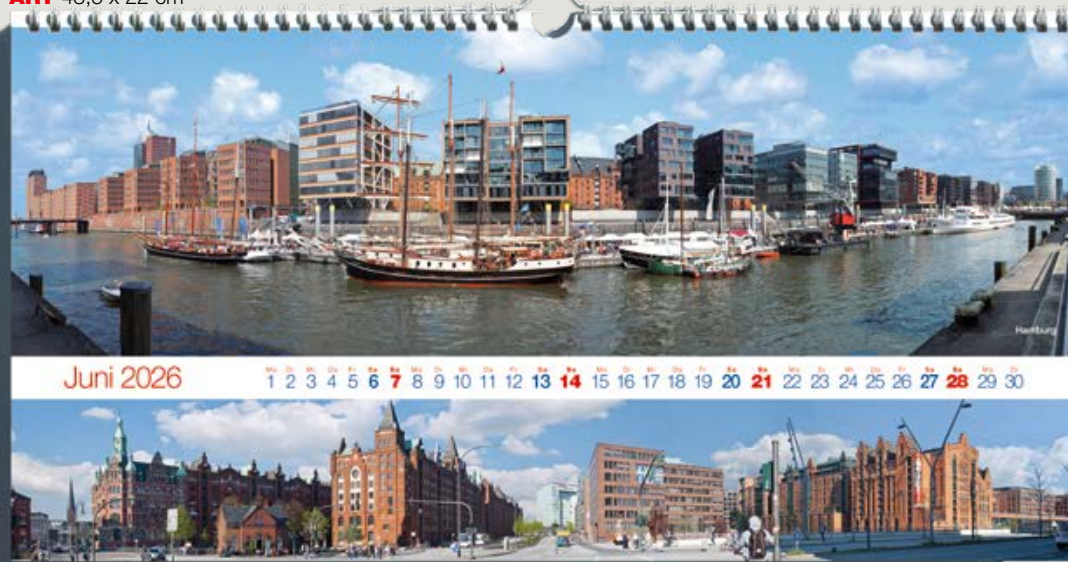 ART 48,8 x 22 cm
Hamburg
Juni 2026
Mo Di Mi Do Fr Sa So Mo Di Mi Do Fr Sa So Mo Di Mi Do Fr Sa So Mo Di Mi Do Fr Sa So Mo Di
1 2 3 4 5 6 7 8 9 10 11 12 13 14 15 16 17 18 19 20 21 22 23 24 25 26 27 28 29 30